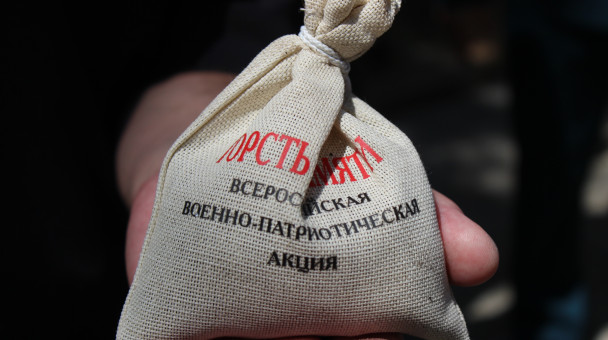 ГОРСТЬ ПАМЯТИ
ВСЕРОССИЙСКАЯ
ВОЕННО-ПАТРИОТИЧЕСКАЯ
АКЦИЯ